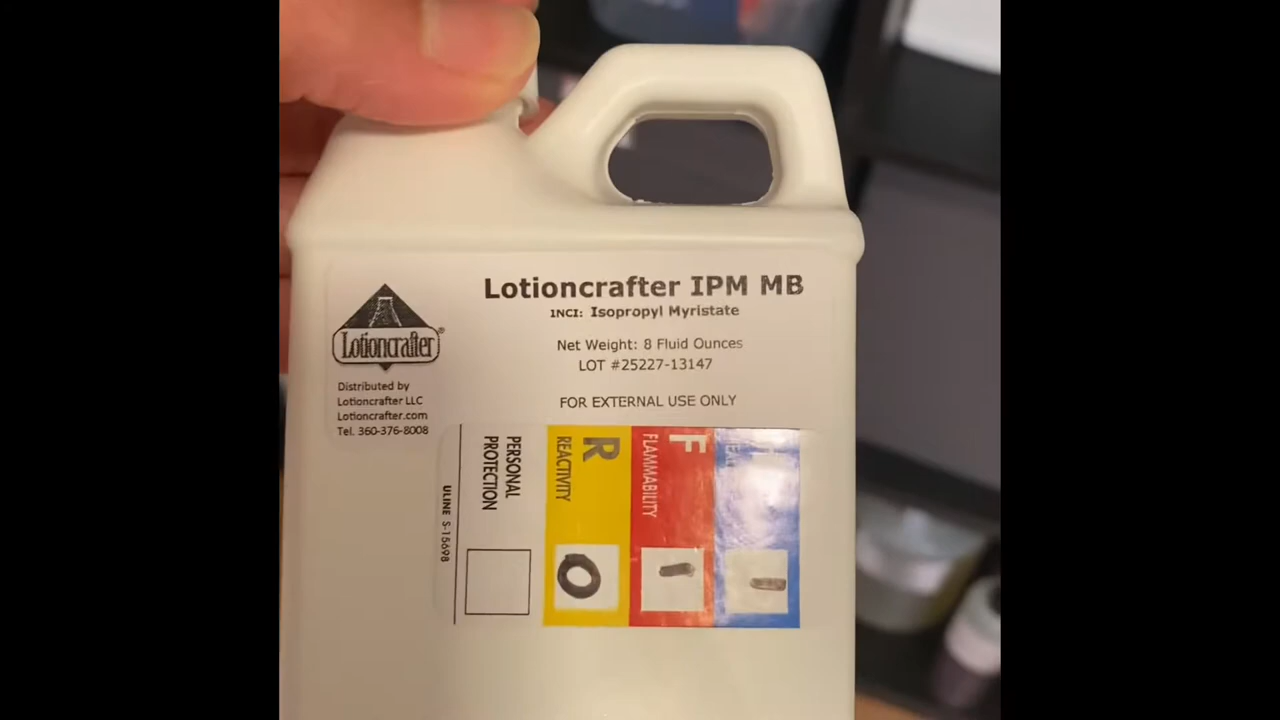 Lotioncrafter IPM MB
INCI: Isopropyl Myristate
Net Weight: 8 Fluid Ounces
LOT #25227-13147
FOR EXTERNAL USE ONLY
Lotioncrafter®
Distributed by
Lotioncrafter LLC
Lotioncrafter.com
Tel. 360-376-8008
F
FLAMMABILITY
1
1
R
REACTIVITY
0
PERSONAL
PROTECTION
ULINE S-15698